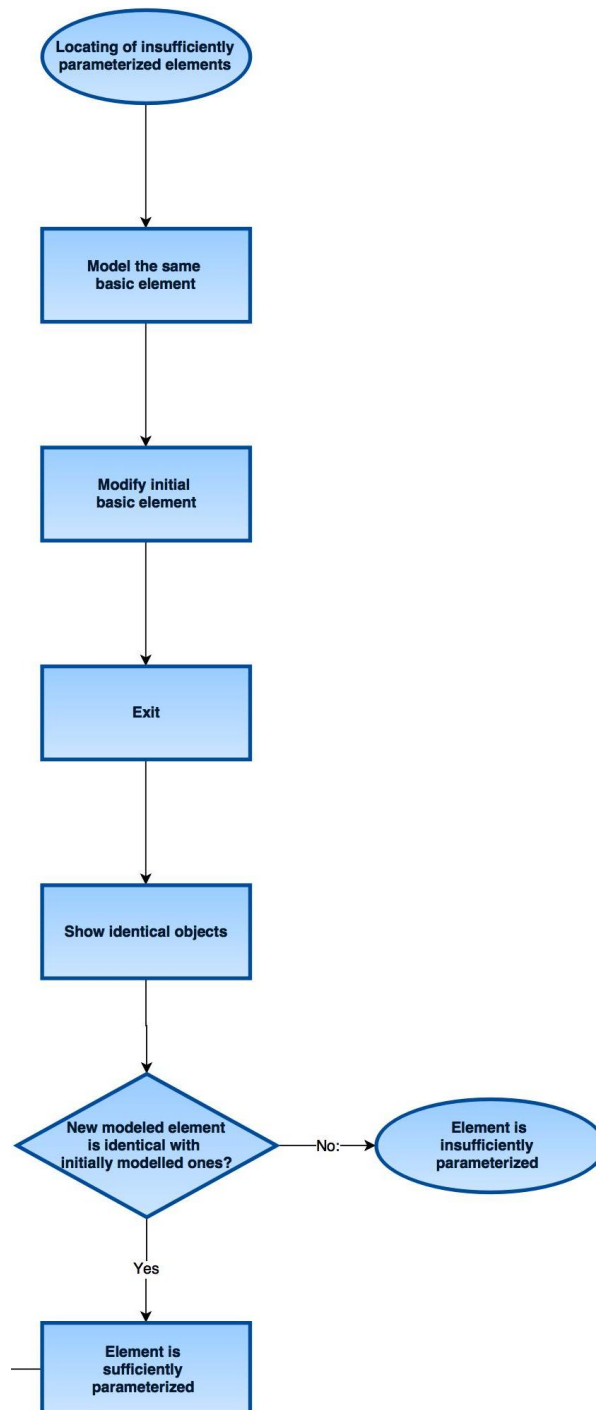 Locating of insufficiently
parameterized elements
Model the same
basic element
Modify initial
basic element
Exit
Show identical objects
New modeled element
is identical with
initially modelled ones?
No:
Element is
insufficiently
parameterized
Yes
Element is
sufficiently
parameterized